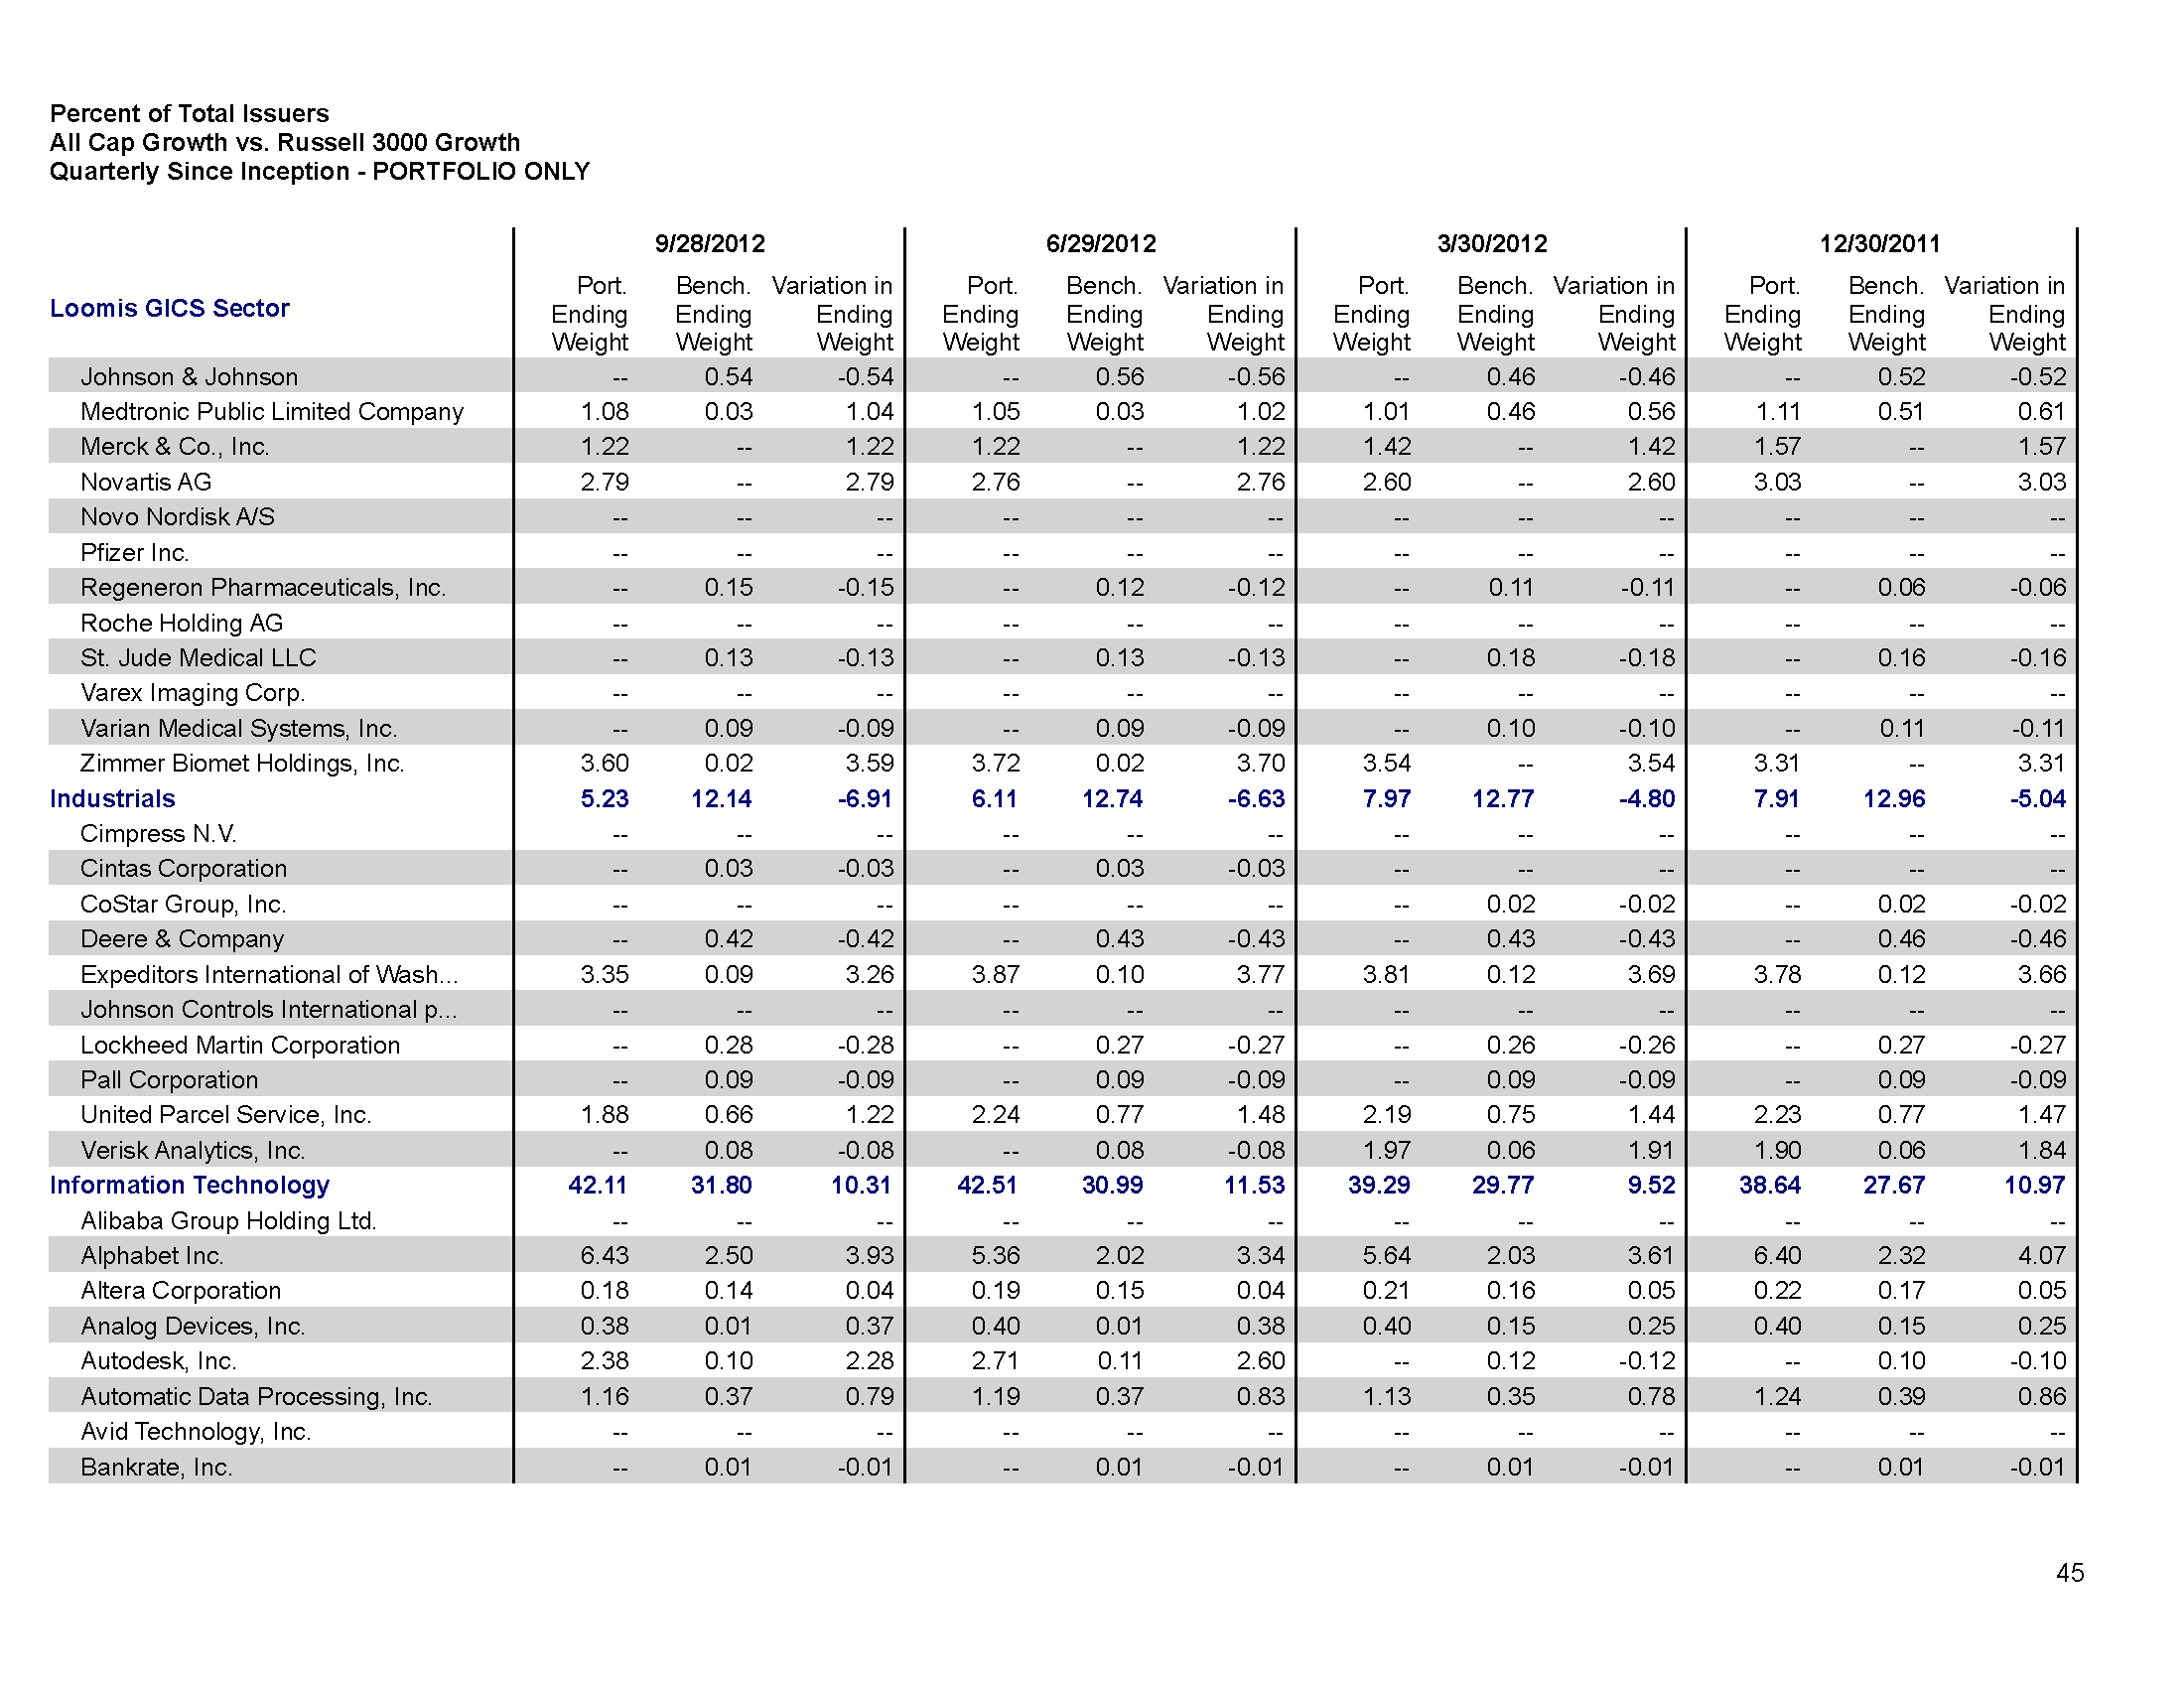 Percent of Total Issuers
All Cap Growth vs. Russell 3000 Growth
Quarterly Since Inception - PORTFOLIO ONLY
9/28/2012 6/29/2012 3/30/2012 12/30/2011
Port. Bench. Variation in Port. Bench. Variation in Port. Bench. Variation in Port. Bench. Variation in
Loomis GICS Sector Ending Ending Ending Ending Ending Ending Ending Ending Ending Ending Ending Ending
Weight Weight Weight Weight Weight Weight Weight Weight Weight Weight Weight Weight
Johnson & Johnson -- 0.54 -0.54 -- 0.56 -0.56 -- 0.46 -0.46 -- 0.52 -0.52
Medtronic Public Limited Company 1.08 0.03 1.04 1.05 0.03 1.02 1.01 0.46 0.56 1.11 0.51 0.61
Merck & Co., Inc. 1.22 -- 1.22 1.22 -- 1.22 1.42 -- 1.42 1.57 -- 1.57
Novartis AG 2.79 -- 2.79 2.76 -- 2.76 2.60 -- 2.60 3.03 -- 3.03
Novo Nordisk A/S -- -- -- -- -- -- -- -- -- -- -- --
Pfizer Inc. -- -- -- -- -- -- -- -- -- -- -- --
Regeneron Pharmaceuticals, Inc. -- 0.15 -0.15 -- 0.12 -0.12 -- 0.11 -0.11 -- 0.06 -0.06
Roche Holding AG -- -- -- -- -- -- -- -- -- -- -- --
St. Jude Medical LLC -- 0.13 -0.13 -- 0.13 -0.13 -- 0.18 -0.18 -- 0.16 -0.16
Varex Imaging Corp. -- -- -- -- -- -- -- -- -- -- -- --
Varian Medical Systems, Inc. -- 0.09 -0.09 -- 0.09 -0.09 -- 0.10 -0.10 -- 0.11 -0.11
Zimmer Biomet Holdings, Inc. 3.60 0.02 3.59 3.72 0.02 3.70 3.54 -- 3.54 3.31 -- 3.31
Industrials 5.23 12.14 -6.91 6.11 12.74 -6.63 7.97 12.77 -4.80 7.91 12.96 -5.04
Cimpress N.V. -- -- -- -- -- -- -- -- -- -- -- --
Cintas Corporation -- 0.03 -0.03 -- 0.03 -0.03 -- -- -- -- -- --
CoStar Group, Inc. -- -- -- -- -- -- -- 0.02 -0.02 -- 0.02 -0.02
Deere & Company -- 0.42 -0.42 -- 0.43 -0.43 -- 0.43 -0.43 -- 0.46 -0.46
Expeditors International of Wash... 3.35 0.09 3.26 3.87 0.10 3.77 3.81 0.12 3.69 3.78 0.12 3.66
Johnson Controls International p... -- -- -- -- -- -- -- -- -- -- -- --
Lockheed Martin Corporation -- 0.28 -0.28 -- 0.27 -0.27 -- 0.26 -0.26 -- 0.27 -0.27
Pall Corporation -- 0.09 -0.09 -- 0.09 -0.09 -- 0.09 -0.09 -- 0.09 -0.09
United Parcel Service, Inc. 1.88 0.66 1.22 2.24 0.77 1.48 2.19 0.75 1.44 2.23 0.77 1.47
Verisk Analytics, Inc. -- 0.08 -0.08 -- 0.08 -0.08 1.97 0.06 1.91 1.90 0.06 1.84
Information Technology 42.11 31.80 10.31 42.51 30.99 11.53 39.29 29.77 9.52 38.64 27.67 10.97
Alibaba Group Holding Ltd. -- -- -- -- -- -- -- -- -- -- -- --
Alphabet Inc. 6.43 2.50 3.93 5.36 2.02 3.34 5.64 2.03 3.61 6.40 2.32 4.07
Altera Corporation 0.18 0.14 0.04 0.19 0.15 0.04 0.21 0.16 0.05 0.22 0.17 0.05
Analog Devices, Inc. 0.38 0.01 0.37 0.40 0.01 0.38 0.40 0.15 0.25 0.40 0.15 0.25
Autodesk, Inc. 2.38 0.10 2.28 2.71 0.11 2.60 -- 0.12 -0.12 -- 0.10 -0.10
Automatic Data Processing, Inc. 1.16 0.37 0.79 1.19 0.37 0.83 1.13 0.35 0.78 1.24 0.39 0.86
Avid Technology, Inc. -- -- -- -- -- -- -- -- -- -- -- --
Bankrate, Inc. -- 0.01 -0.01 -- 0.01 -0.01 -- 0.01 -0.01 -- 0.01 -0.01
45